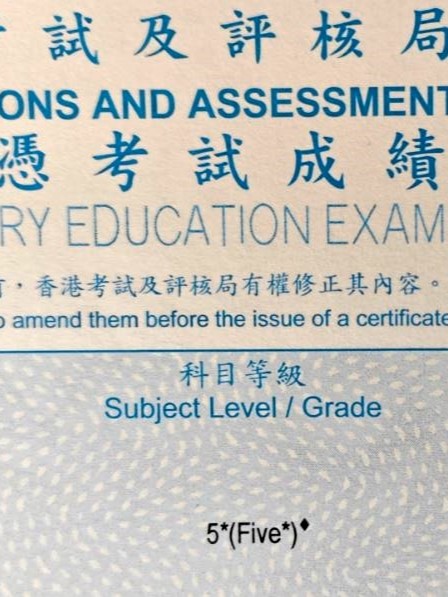 試及評核局
ONS AND ASSESSMENT
憑考試成績
RY EDUCATION EXAM
，香港考試及評核局有權修正其內容。
o amend them before the issue of a certificate
科目等級
Subject Level / Grade
5*(Five*)♦